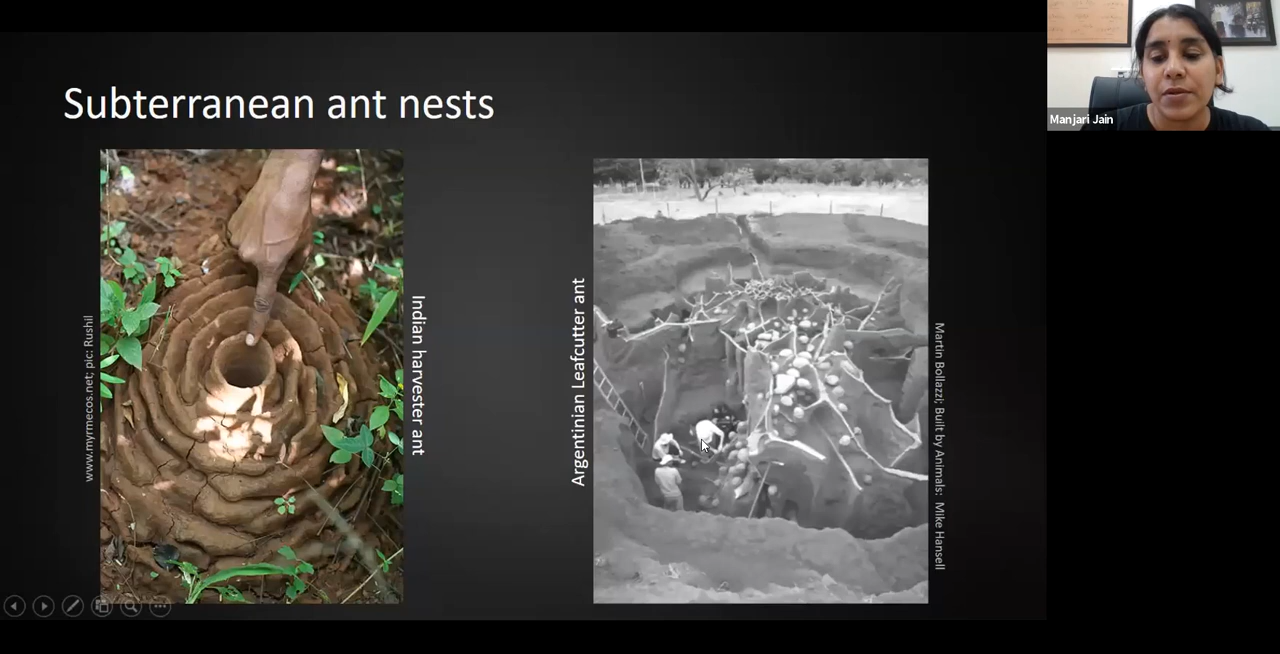 Subterranean ant nests
www.myrmecos.net; pic: Rushil
Indian harvester ant
Argentinian Leafcutter ant
Martin Bollazzi; Built by Animals: Mike Hansell
Manjari Jain